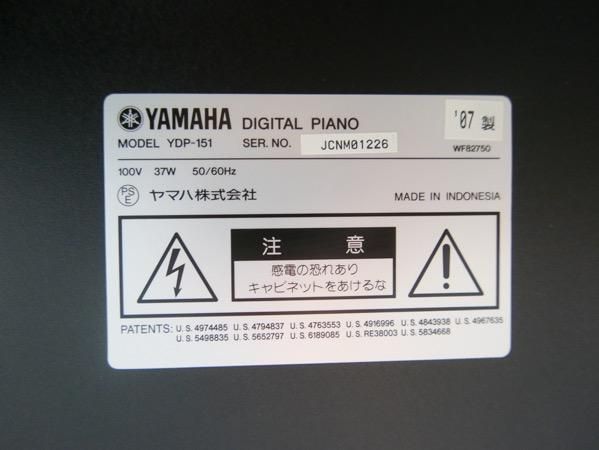 YAMAHA DIGITAL PIANO
'07 製
MODEL YDP-151 SER. NO. JCNM01226
WF82750
100V 37W 50/60Hz
PS E ヤマハ株式会社 MADE IN INDONESIA
注 意
感電の恐れあり
キャビネットをあけるな
PATENTS: U.S. 4974485 U.S. 4794837 U.S. 4763553 U.S. 4916996 U.S. 4843938 U.S. 4967635
U.S. 5498835 U.S. 5652797 U.S. 6189085 U.S. RE38003 U.S. 5834668